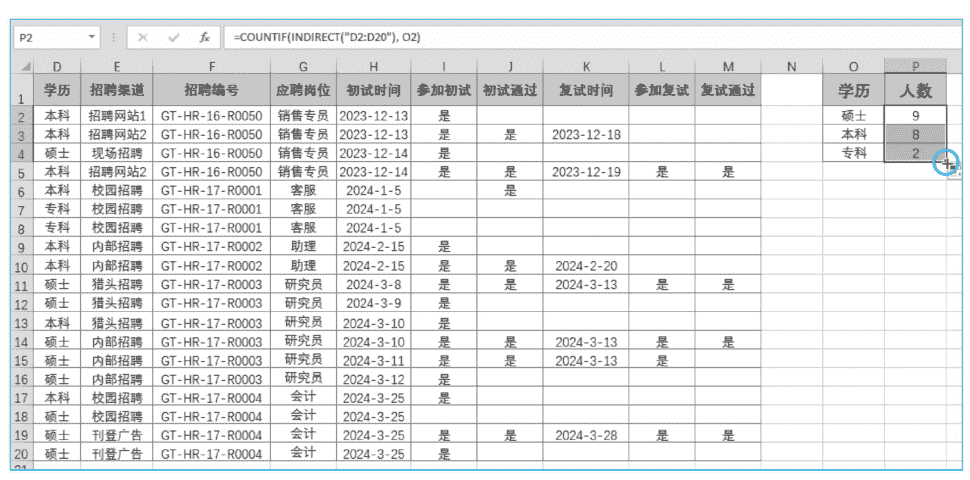 P2 fx =COUNTIF(INDIRECT("D2:D20"), O2)
D E F G H I J K L M N O P
1 学历 招聘渠道 招聘编号 应聘岗位 初试时间 参加初试 初试通过 复试时间 参加复试 复试通过 学历 人数
2 本科 招聘网站1 GT-HR-16-R0050 销售专员 2023-12-13 是 硕士 9
3 本科 招聘网站2 GT-HR-16-R0050 销售专员 2023-12-13 是 是 2023-12-18 本科 8
4 硕士 现场招聘 GT-HR-16-R0050 销售专员 2023-12-14 是 专科 2
5 本科 招聘网站2 GT-HR-16-R0050 销售专员 2023-12-14 是 是 2023-12-19 是 是
6 本科 校园招聘 GT-HR-17-R0001 客服 2024-1-5 是
7 专科 校园招聘 GT-HR-17-R0001 客服 2024-1-5
8 专科 校园招聘 GT-HR-17-R0001 客服 2024-1-5
9 本科 内部招聘 GT-HR-17-R0002 助理 2024-2-15 是
10 本科 内部招聘 GT-HR-17-R0002 助理 2024-2-15 是 是 2024-2-20
11 硕士 猎头招聘 GT-HR-17-R0003 研究员 2024-3-8 是 是 2024-3-13 是 是
12 硕士 猎头招聘 GT-HR-17-R0003 研究员 2024-3-9 是
13 本科 猎头招聘 GT-HR-17-R0003 研究员 2024-3-10 是
14 硕士 内部招聘 GT-HR-17-R0003 研究员 2024-3-10 是 是 2024-3-13 是 是
15 硕士 内部招聘 GT-HR-17-R0003 研究员 2024-3-11 是 是 2024-3-13 是
16 硕士 内部招聘 GT-HR-17-R0003 研究员 2024-3-12 是
17 本科 校园招聘 GT-HR-17-R0004 会计 2024-3-25 是
18 硕士 校园招聘 GT-HR-17-R0004 会计 2024-3-25
19 硕士 刊登广告 GT-HR-17-R0004 会计 2024-3-25 是 是 2024-3-28 是 是
20 硕士 刊登广告 GT-HR-17-R0004 会计 2024-3-25 是